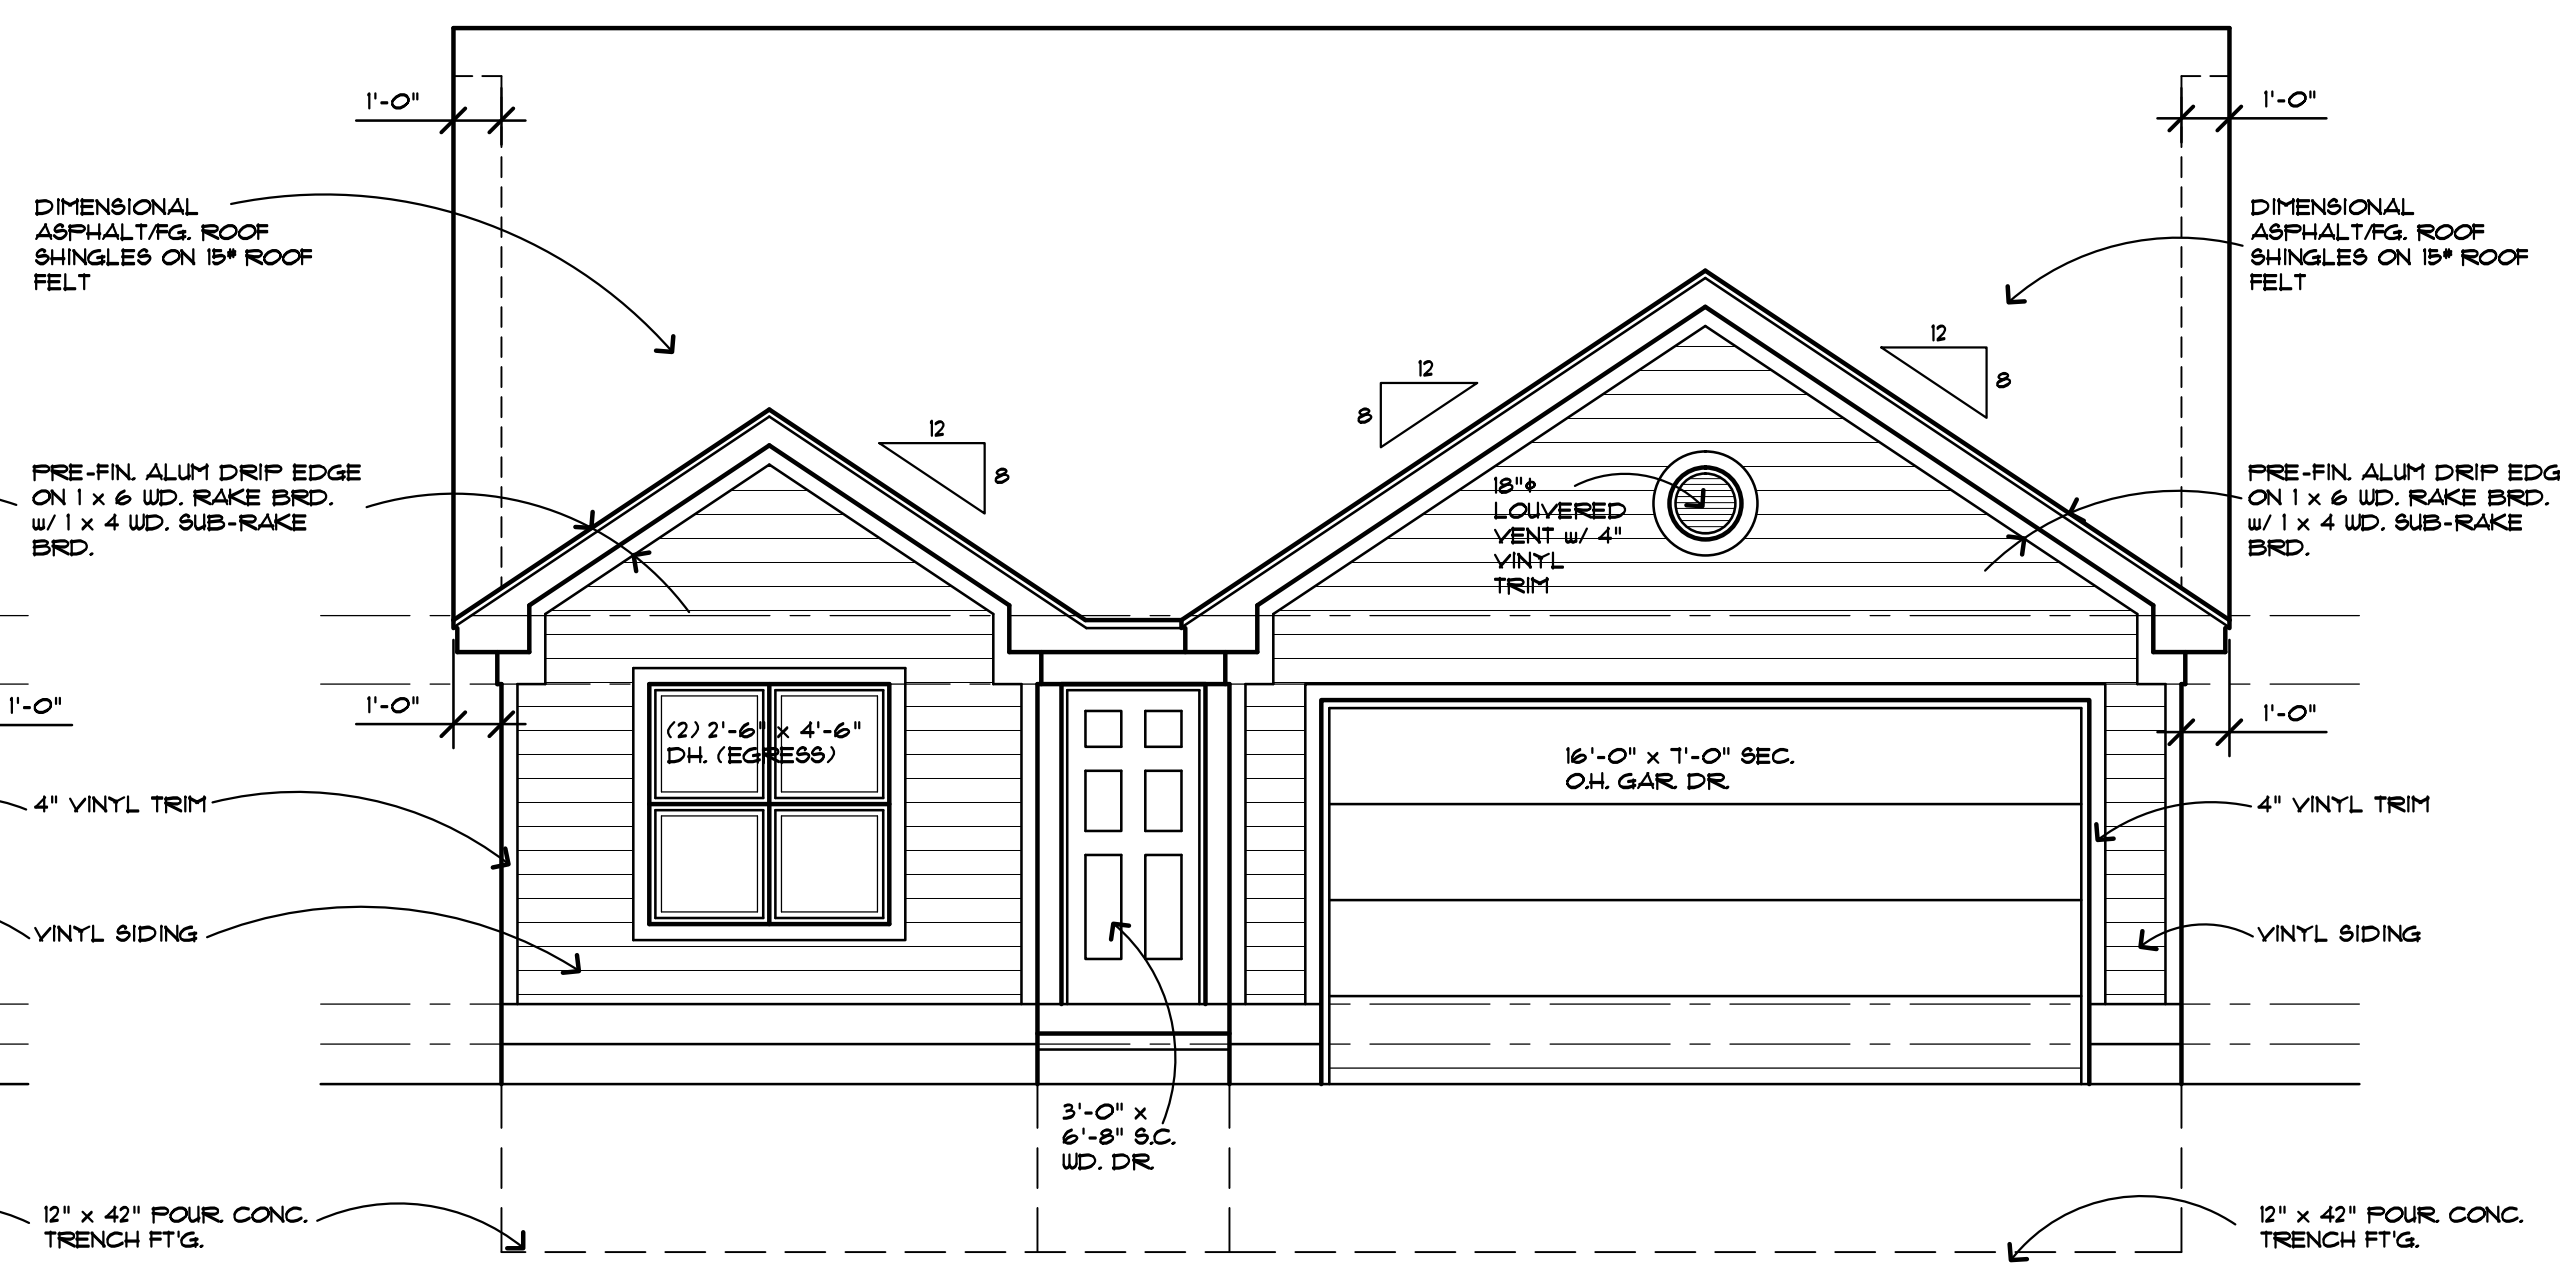 1'-0"
1'-0"
DIMENSIONAL
ASPHALT/FG. ROOF
SHINGLES ON 15# ROOF
FELT
DIMENSIONAL
ASPHALT/FG. ROOF
SHINGLES ON 15# ROOF
FELT
12
8
12
8
12
8
PRE-FIN. ALUM DRIP EDGE
ON 1 x 6 WD. RAKE BRD.
w/ 1 x 4 WD. SUB-RAKE
BRD.
18"φ
LOUVERED
VENT w/ 4"
VINYL
TRIM
PRE-FIN. ALUM DRIP EDG
ON 1 x 6 WD. RAKE BRD.
w/ 1 x 4 WD. SUB-RAKE
BRD.
1'-0"
1'-0"
1'-0"
(2) 2'-6" x 4'-6"
DH. (EGRESS)
16'-0" x 7'-0" SEC.
O.H. GAR. DR.
4" VINYL TRIM
4" VINYL TRIM
VINYL SIDING
VINYL SIDING
3'-0" x
6'-8" S.C.
WD. DR.
12" x 42" POUR. CONC.
TRENCH FT'G.
12" x 42" POUR. CONC.
TRENCH FT'G.